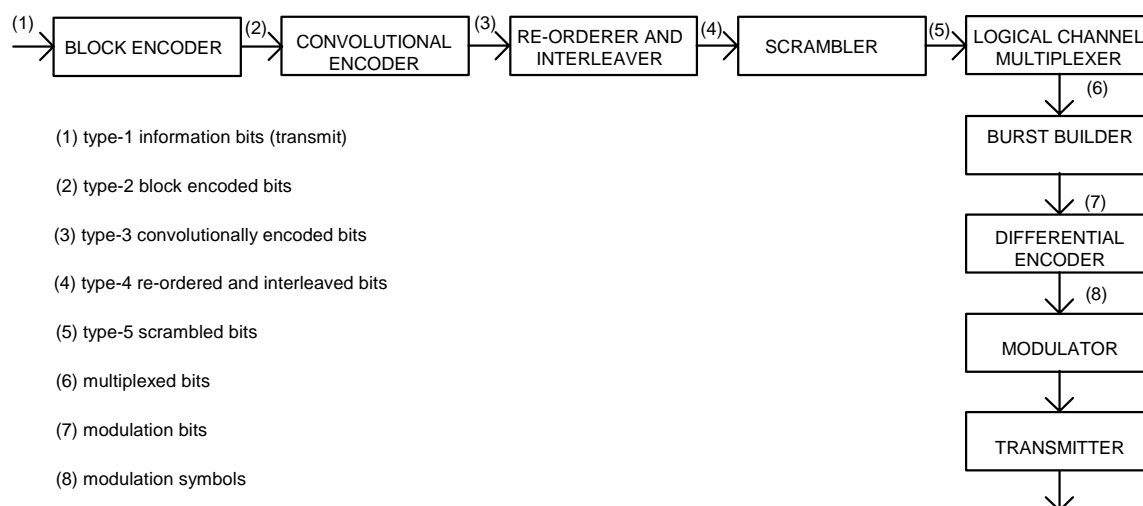 (1)
BLOCK ENCODER
(2)
CONVOLUTIONAL
ENCODER
(3)
RE-ORDERER AND
INTERLEAVER
(4)
SCRAMBLER
(5)
LOGICAL CHANNEL
MULTIPLEXER
(6)
BURST BUILDER
(7)
DIFFERENTIAL
ENCODER
(8)
MODULATOR
TRANSMITTER
(1) type-1 information bits (transmit)
(2) type-2 block encoded bits
(3) type-3 convolutionally encoded bits
(4) type-4 re-ordered and interleaved bits
(5) type-5 scrambled bits
(6) multiplexed bits
(7) modulation bits
(8) modulation symbols